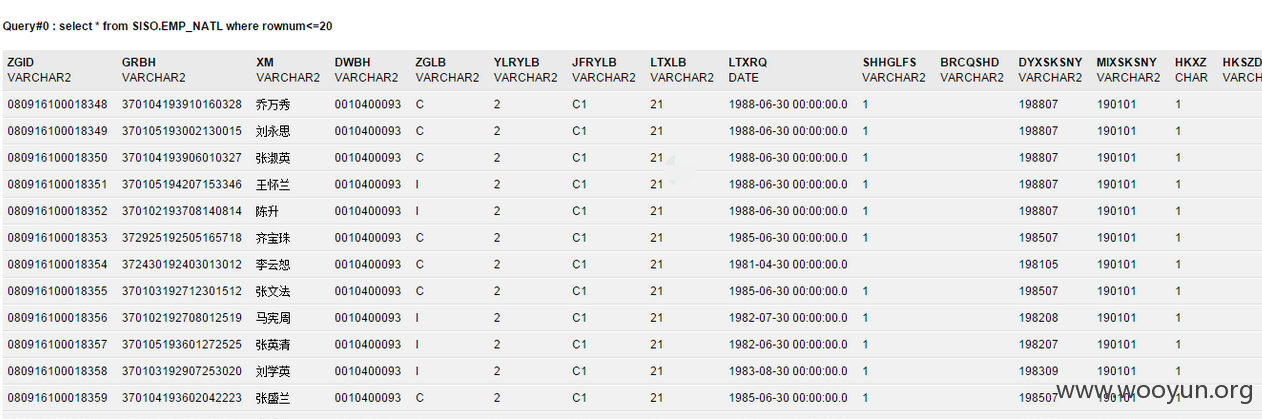 Query#0 : select * from SISO.EMP_NATL where rownum<=20
ZGID GRBH XM DWBH ZGLB YLRYLB JFRYLB LTXLB LTXRQ SHHGLFS BRCQSHD DYXSKSNY MIXSKSNY HKXZ HKSZD
VARCHAR2 VARCHAR2 VARCHAR2 VARCHAR2 VARCHAR2 VARCHAR2 VARCHAR2 VARCHAR2 DATE VARCHAR2 VARCHAR2 VARCHAR2 VARCHAR2 CHAR VARCH
080916100018348 370104193910160328 乔万秀 0010400093 C 2 C1 21 1988-06-30 00:00:00.0 1 198807 190101 1
080916100018349 370105193002130015 刘永思 0010400093 C 2 C1 21 1988-06-30 00:00:00.0 1 198807 190101 1
080916100018350 370104193906010327 张淑英 0010400093 C 2 C1 21 1988-06-30 00:00:00.0 1 198807 190101 1
080916100018351 370105194207153346 王怀兰 0010400093 I 2 C1 21 1988-06-30 00:00:00.0 1 198807 190101 1
080916100018352 370102193708140814 陈升 0010400093 I 2 C1 21 1988-06-30 00:00:00.0 1 198807 190101 1
080916100018353 372925192505165718 齐宝珠 0010400093 C 2 C1 21 1985-06-30 00:00:00.0 1 198507 190101 1
080916100018354 372430192403013012 李云恕 0010400093 C 2 C1 21 1981-04-30 00:00:00.0 198105 190101 1
080916100018355 370103192712301512 张文法 0010400093 C 2 C1 21 1985-06-30 00:00:00.0 1 198507 190101 1
080916100018356 370102192708012519 马宪周 0010400093 I 2 C1 21 1982-07-30 00:00:00.0 1 198208 190101 1
080916100018357 370105193601272525 张英清 0010400093 I 2 C1 21 1982-06-30 00:00:00.0 1 198207 190101 1
080916100018358 370103192907253020 刘学英 0010400093 I 2 C1 21 1983-08-30 00:00:00.0 1 198309 190101 1
080916100018359 370104193602042223 张盛兰 0010400093 C 2 C1 21 1985-06-30 00:00:00.0 1 198507 190101 1
www.wooyun.org